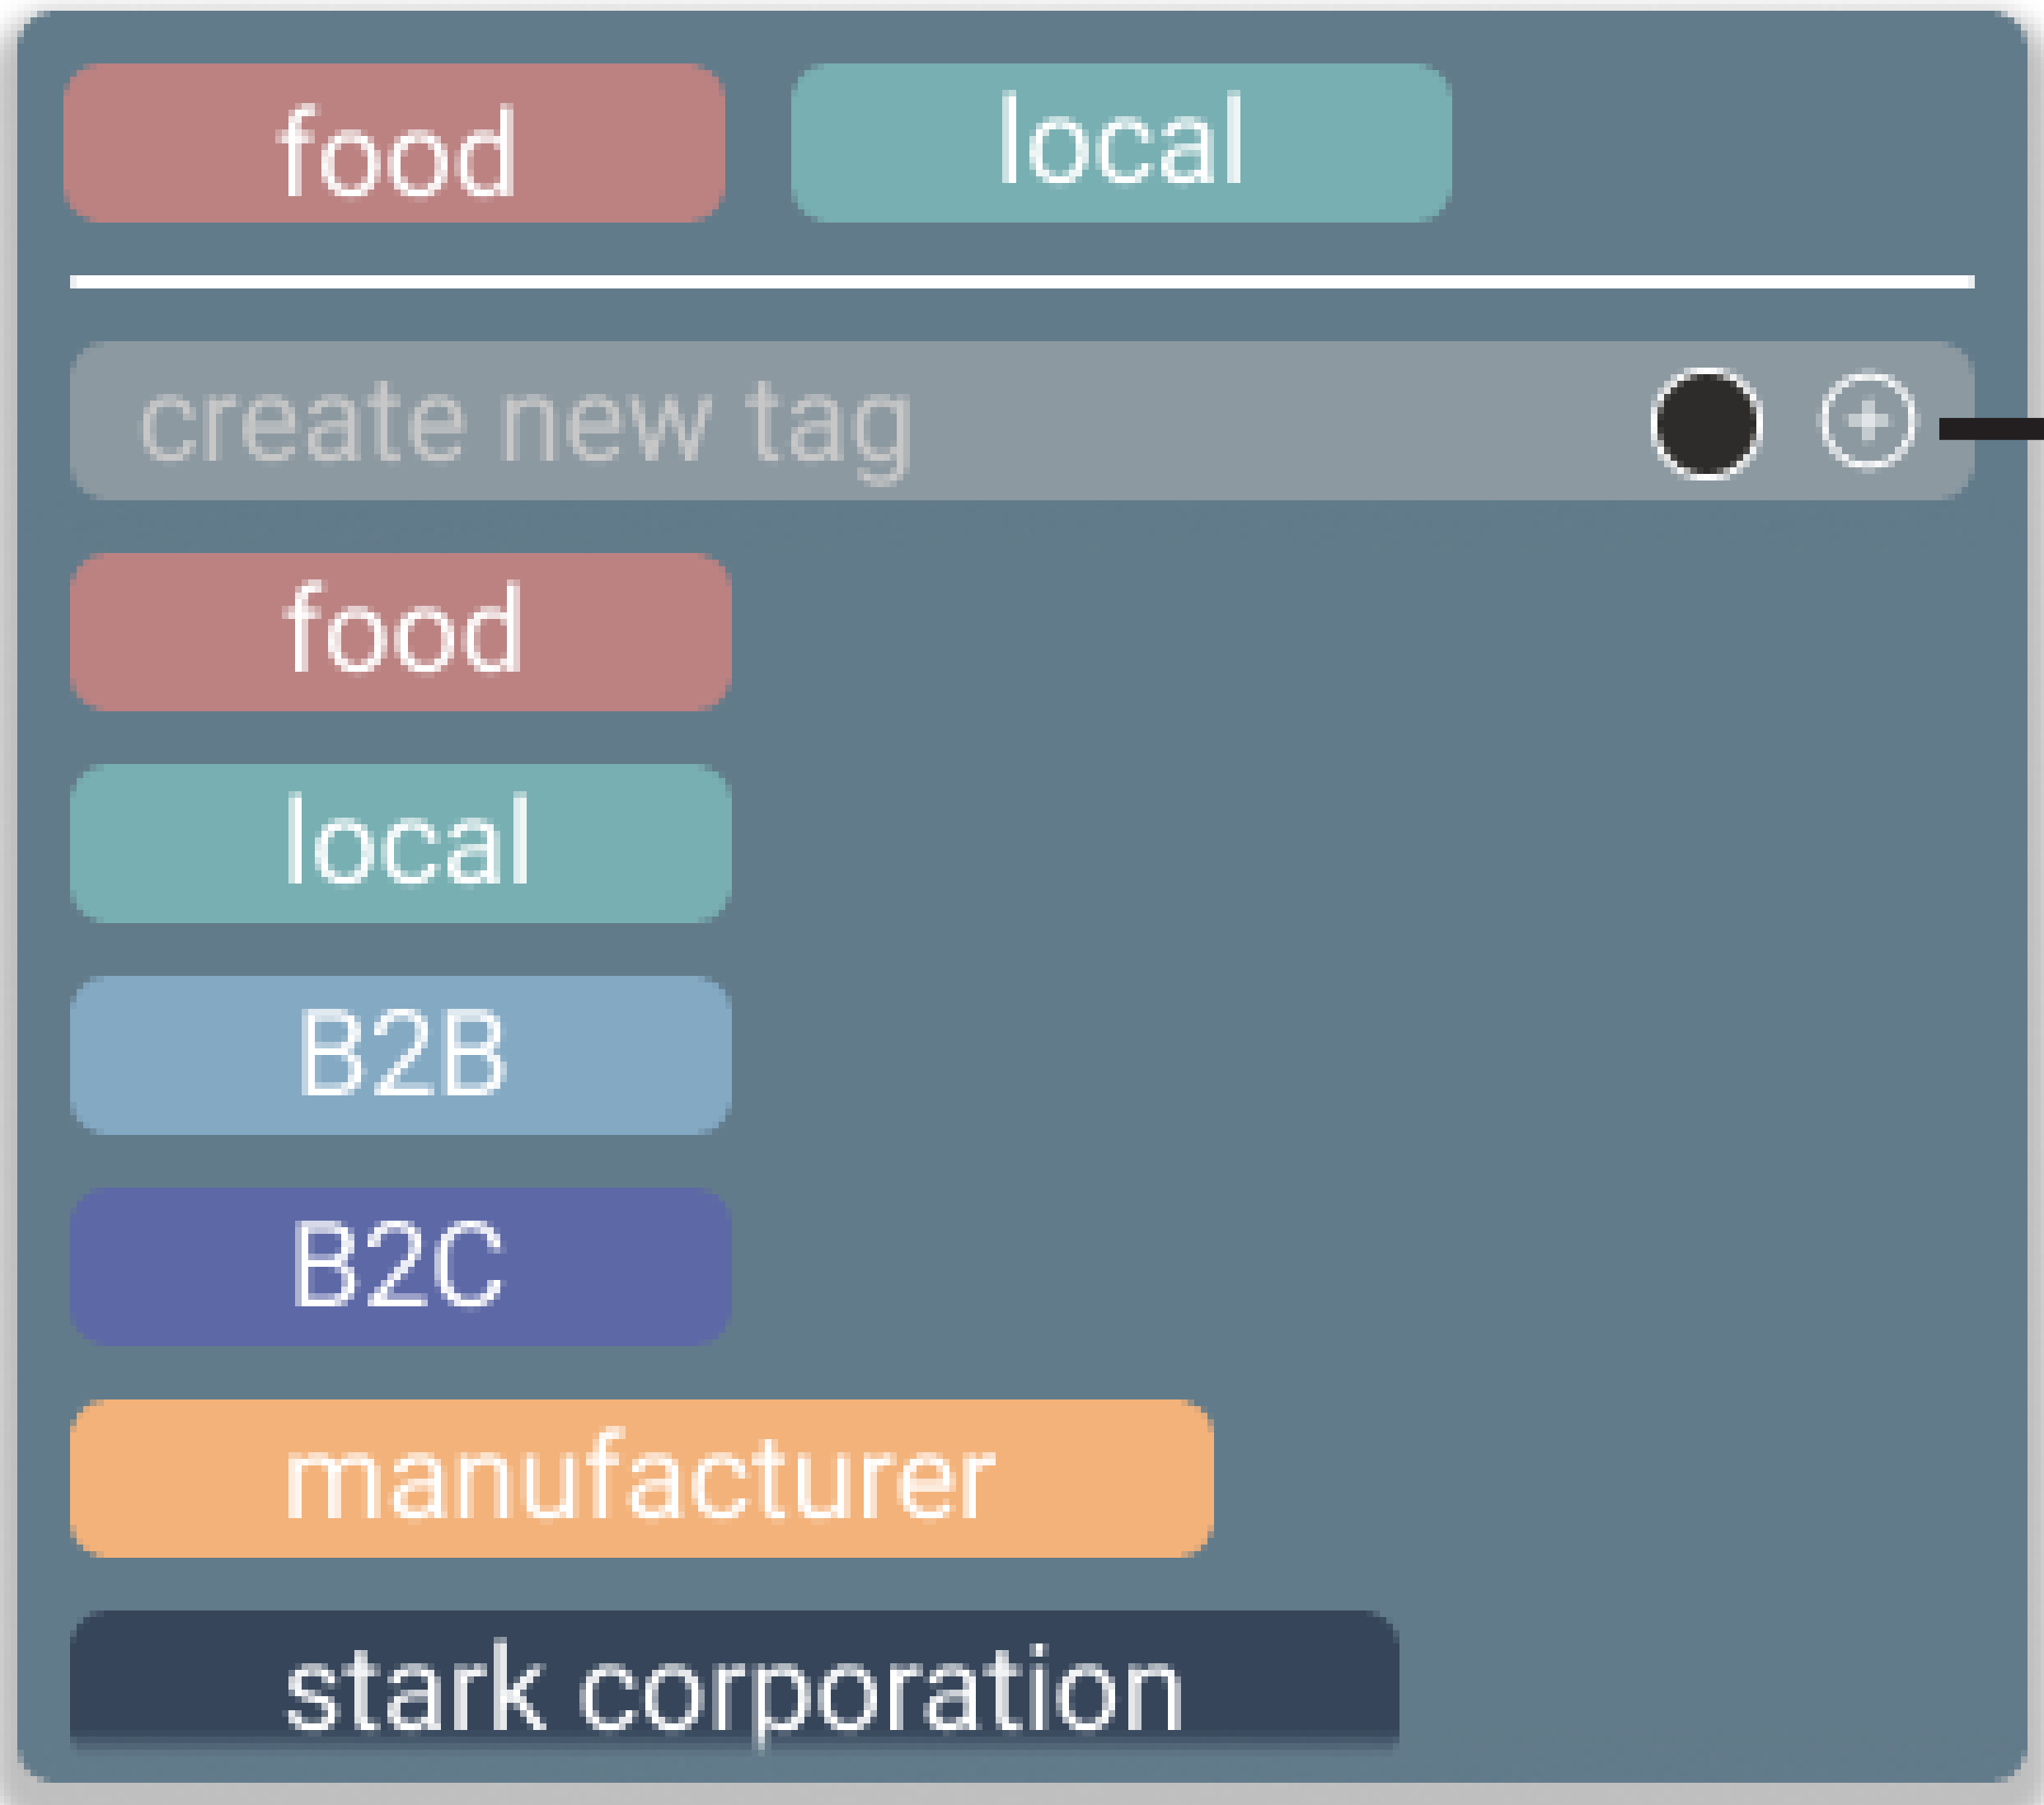 food local
create new tag
food
local
B2B
B2C
manufacturer
stark corporation